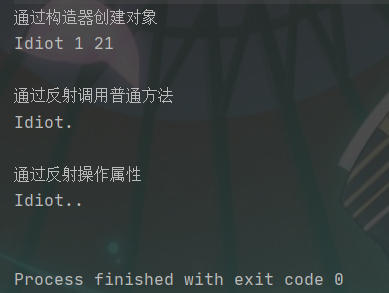 通过构造器创建对象
Idiot 1 21
通过反射调用普通方法
Idiot.
通过反射操作属性
Idiot..
Process finished with exit code 0